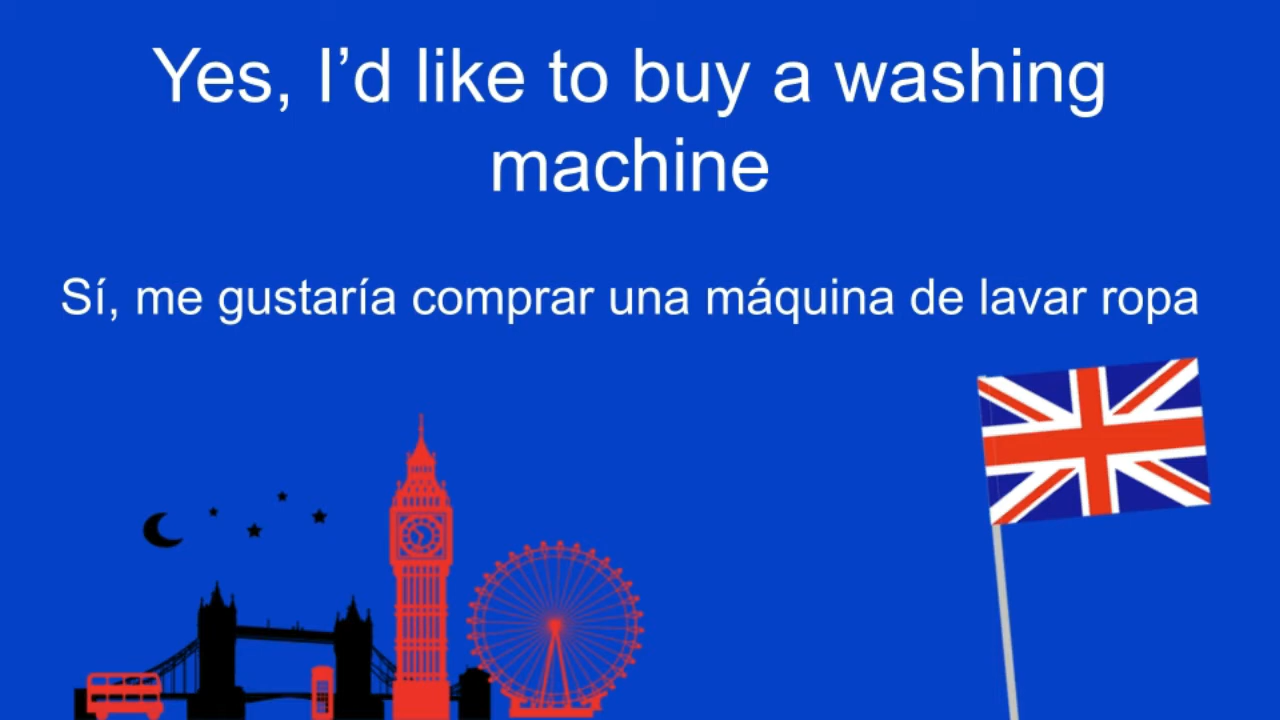 Yes, I’d like to buy a washing
machine
Sí, me gustaría comprar una máquina de lavar ropa